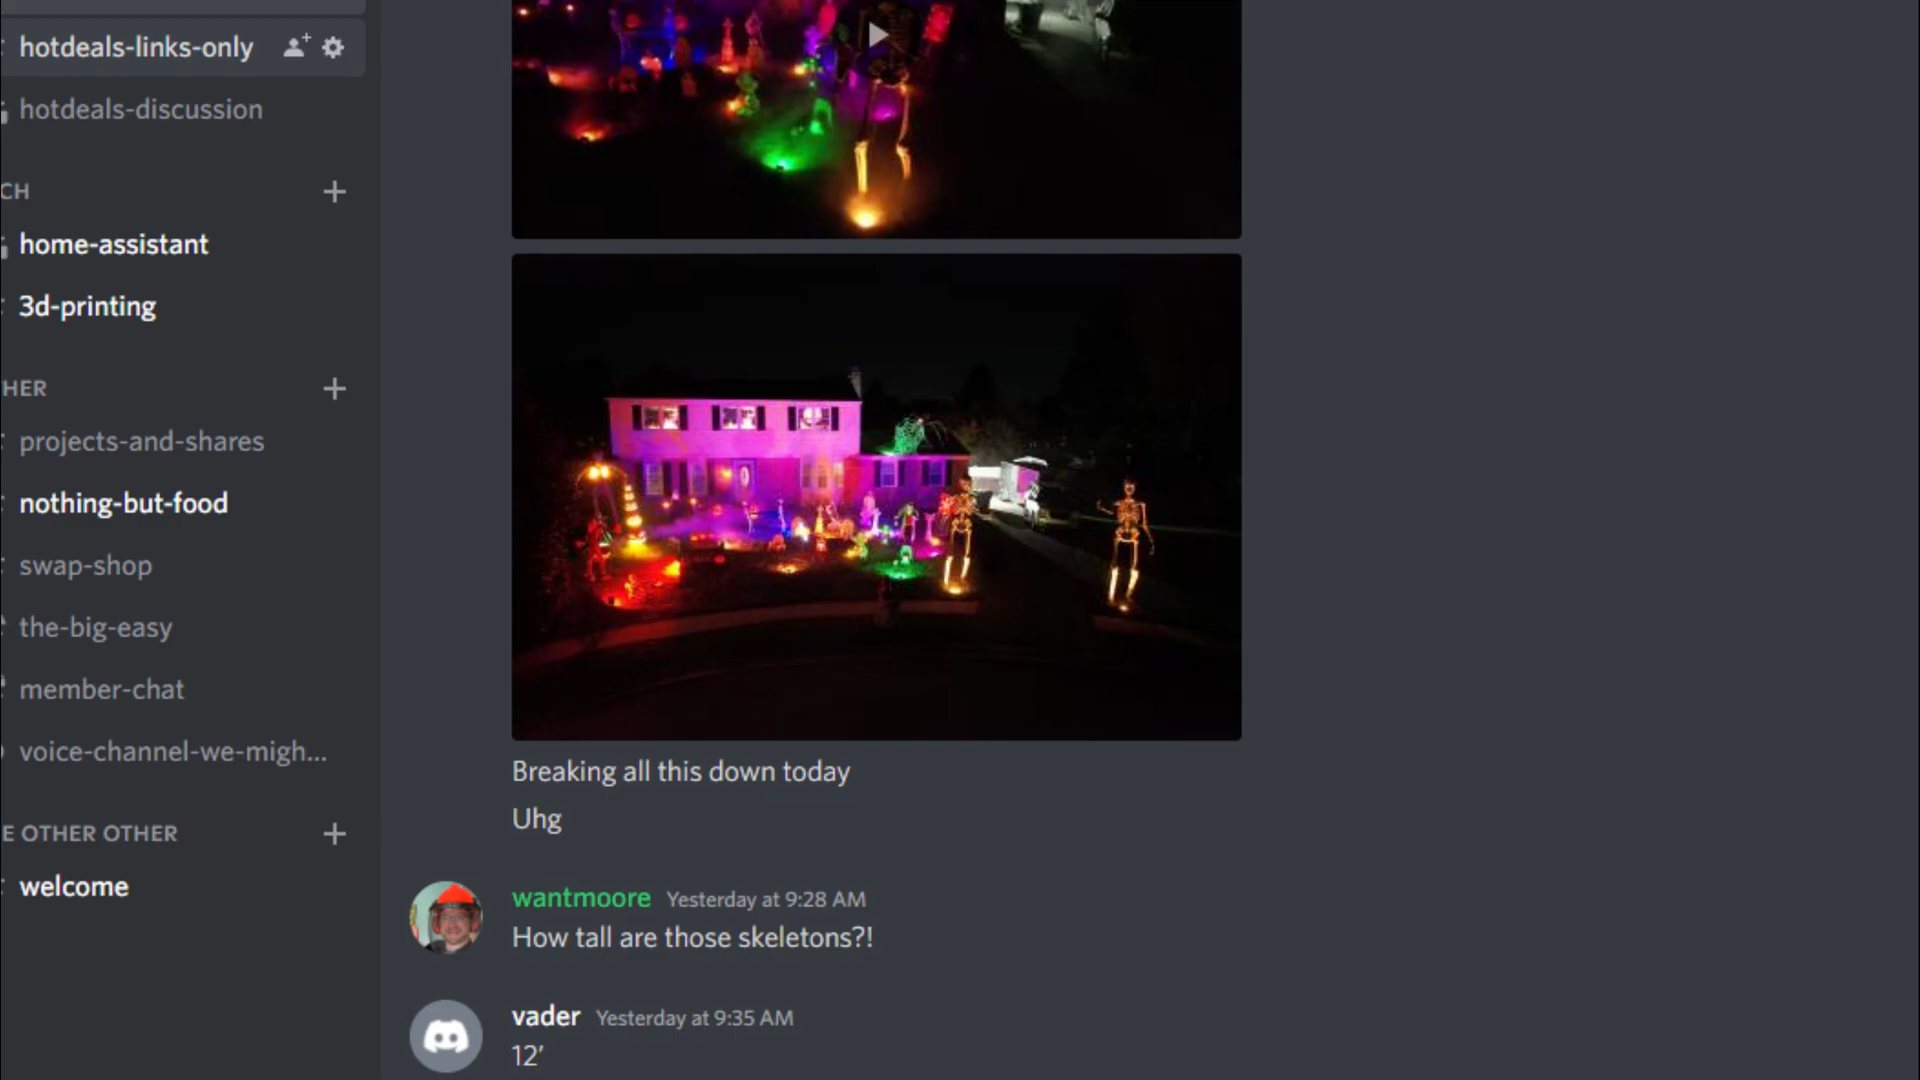 hotdeals-links-only
hotdeals-discussion
CH
home-assistant
3d-printing
HER
projects-and-shares
nothing-but-food
swap-shop
the-big-easy
member-chat
voice-channel-we-migh...
E OTHER OTHER
welcome
Breaking all this down today
Uhg
wantmoore Yesterday at 9:28 AM
How tall are those skeletons?!
vader Yesterday at 9:35 AM
12'